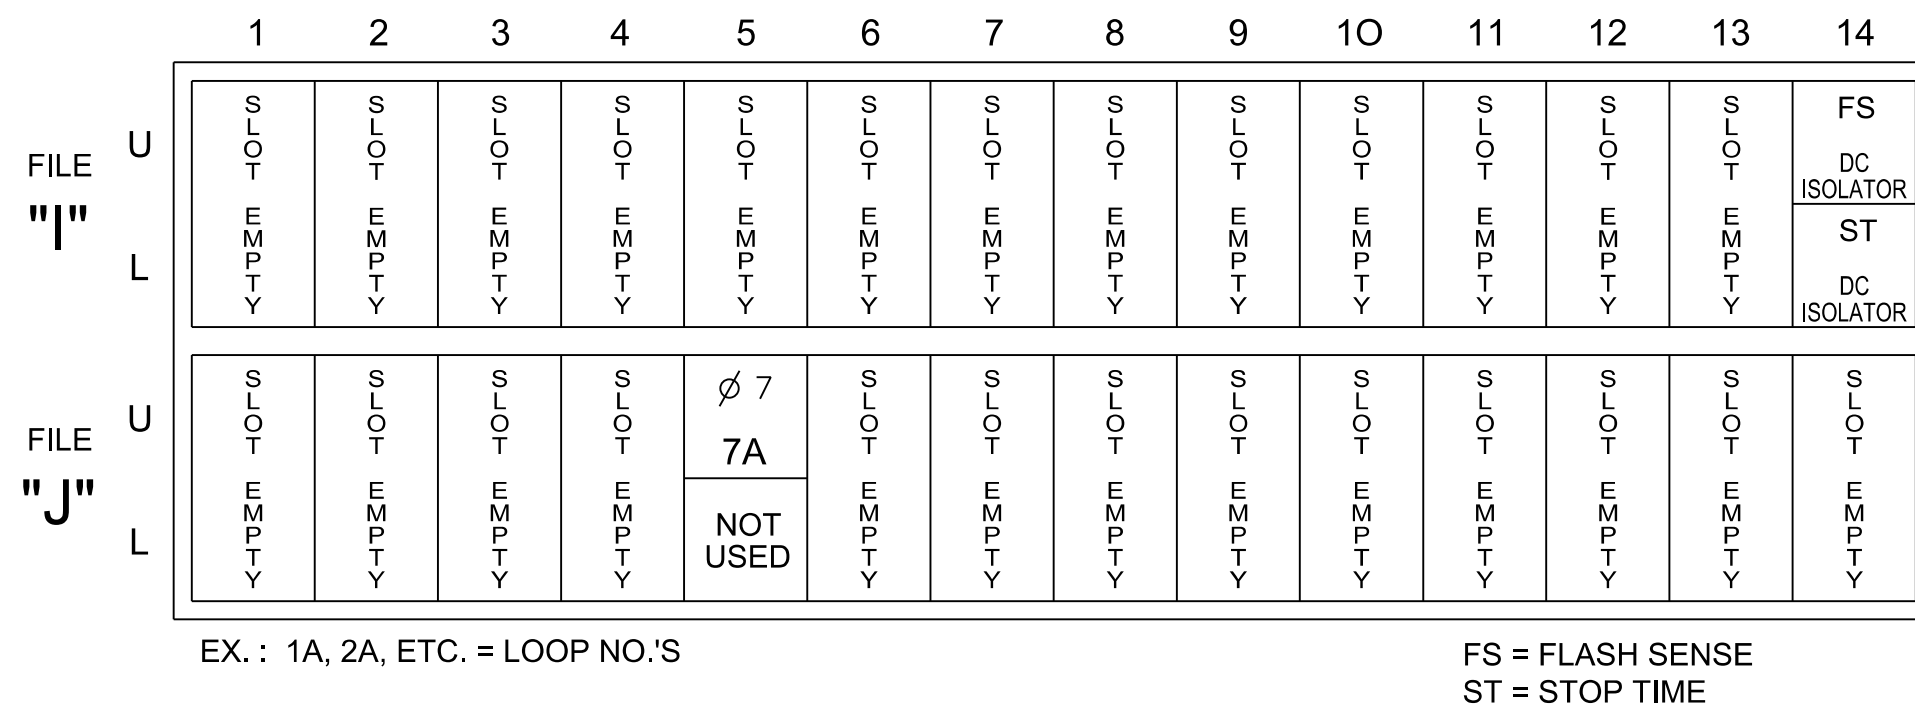 1 2 3 4 5 6 7 8 9 10 11 12 13 14
FILE "I"
U
L
SLOT EMPTY
SLOT EMPTY
SLOT EMPTY
SLOT EMPTY
SLOT EMPTY
SLOT EMPTY
SLOT EMPTY
SLOT EMPTY
SLOT EMPTY
SLOT EMPTY
SLOT EMPTY
SLOT EMPTY
SLOT EMPTY
FS
DC
ISOLATOR
ST
DC
ISOLATOR
FILE "J"
U
L
SLOT EMPTY
SLOT EMPTY
SLOT EMPTY
SLOT EMPTY
∅ 7
7A
NOT
USED
SLOT EMPTY
SLOT EMPTY
SLOT EMPTY
SLOT EMPTY
SLOT EMPTY
SLOT EMPTY
SLOT EMPTY
SLOT EMPTY
SLOT EMPTY
EX. : 1A, 2A, ETC. = LOOP NO.'S
FS = FLASH SENSE
ST = STOP TIME